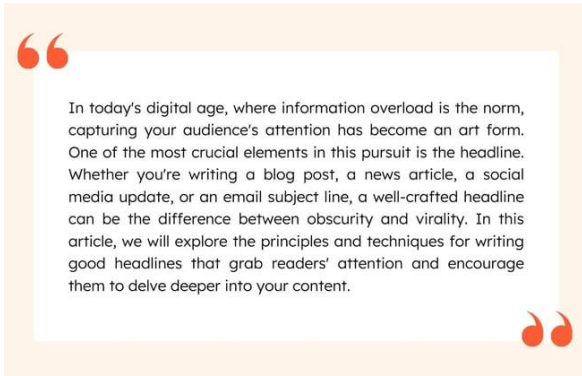 In today's digital age, where information overload is the norm,
capturing your audience's attention has become an art form.
One of the most crucial elements in this pursuit is the headline.
Whether you're writing a blog post, a news article, a social
media update, or an email subject line, a well-crafted headline
can be the difference between obscurity and virality. In this
article, we will explore the principles and techniques for writing
good headlines that grab readers' attention and encourage
them to delve deeper into your content.